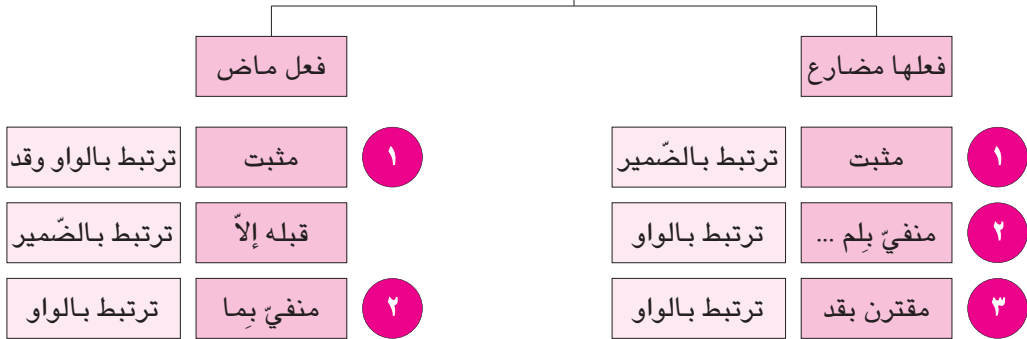 فعلها مضارع
فعل ماض
١ مثبت ترتبط بالضّمير
١ مثبت ترتبط بالواو وقد
٢ منفيّ بِلم ... ترتبط بالواو
قبله إلاّ ترتبط بالضّمير
٣ مقترن بقد ترتبط بالواو
٢ منفيّ بِما ترتبط بالواو